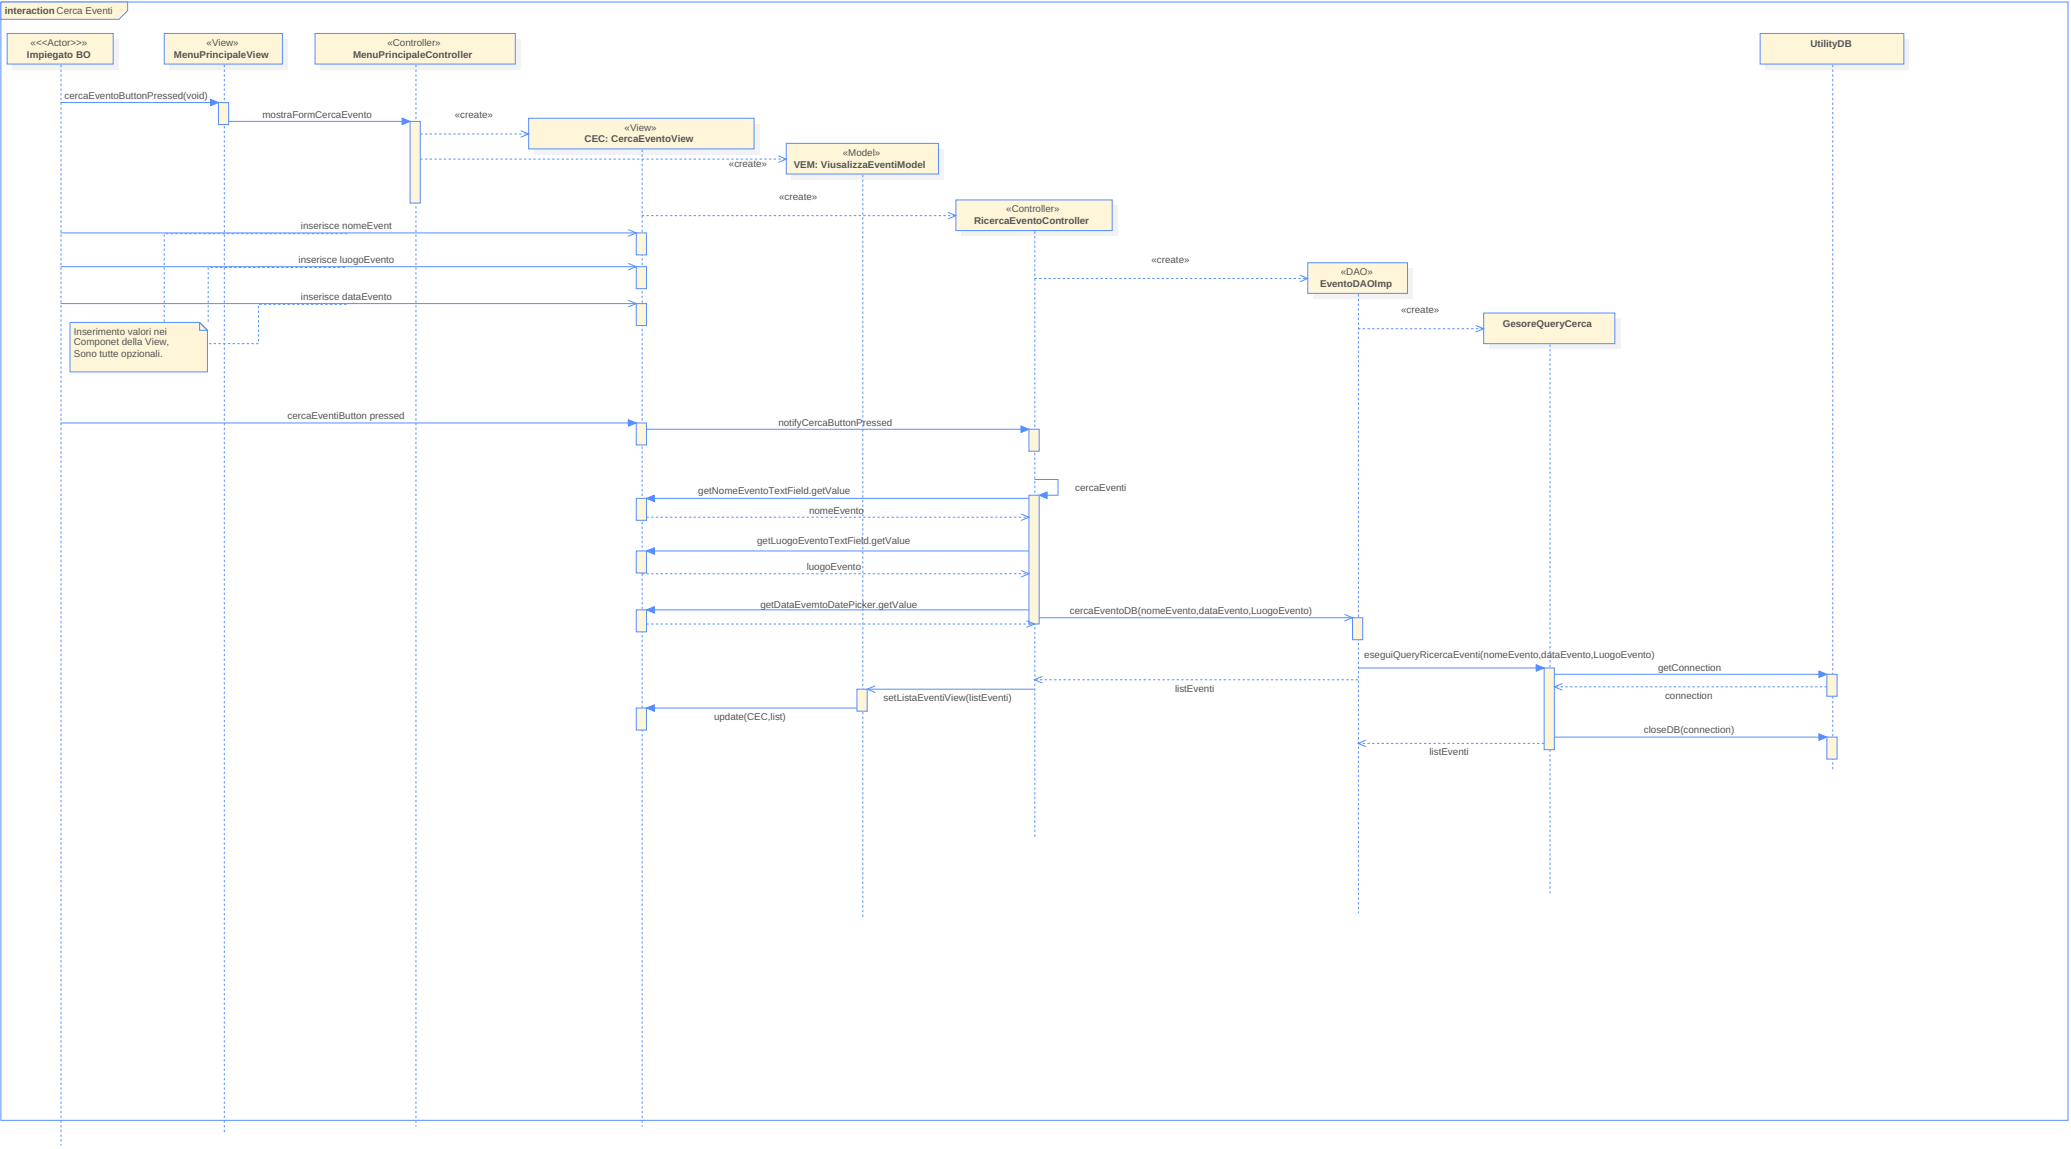 interaction Cerca Eventi
«<<Actor>>»
Impiegato BO
«View»
MenuPrincipaleView
«Controller»
MenuPrincipaleController
UtilityDB
cercaEventoButtonPressed(void)
mostraFormCercaEvento
«create»
«View»
CEC: CercaEventoView
«create»
«Model»
VEM: ViusalizzaEventiModel
«create»
«Controller»
RicercaEventoController
inserisce nomeEvent
inserisce luogoEvento
«create»
«DAO»
EventoDAOImp
inserisce dataEvento
«create»
GesoreQueryCerca
Inserimento valori nei
Componet della View,
Sono tutte opzionali.
cercaEventiButton pressed
notifyCercaButtonPressed
cercaEventi
getNomeEventoTextField.getValue
nomeEvento
getLuogoEventoTextField.getValue
luogoEvento
getDataEvemtoDatePicker.getValue
cercaEventoDB(nomeEvento,dataEvento,LuogoEvento)
eseguiQueryRicercaEventi(nomeEvento,dataEvento,LuogoEvento)
getConnection
listEventi
connection
setListaEventiView(listEventi)
update(CEC,list)
closeDB(connection)
listEventi